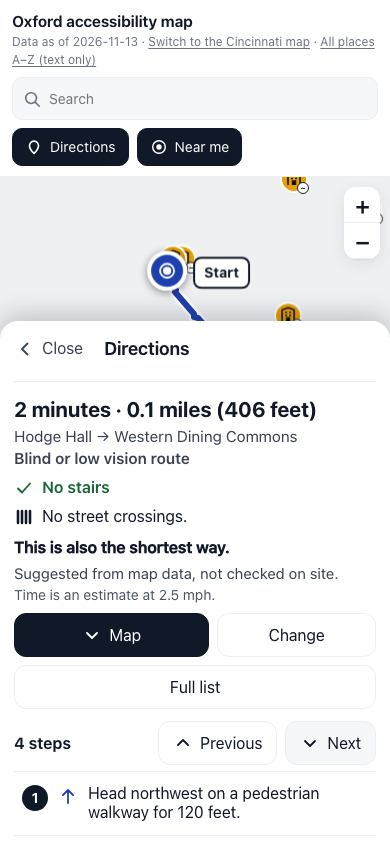 Oxford accessibility map
Data as of 2026-11-13 · Switch to the Cincinnati map · All places
A–Z (text only)
Search
Directions
Near me
+
−
Start
Close
Directions
2 minutes · 0.1 miles (406 feet)
Hodge Hall → Western Dining Commons
Blind or low vision route
No stairs
No street crossings.
This is also the shortest way.
Suggested from map data, not checked on site.
Time is an estimate at 2.5 mph.
Map
Change
Full list
4 steps
Previous
Next
1
Head northwest on a pedestrian
walkway for 120 feet.